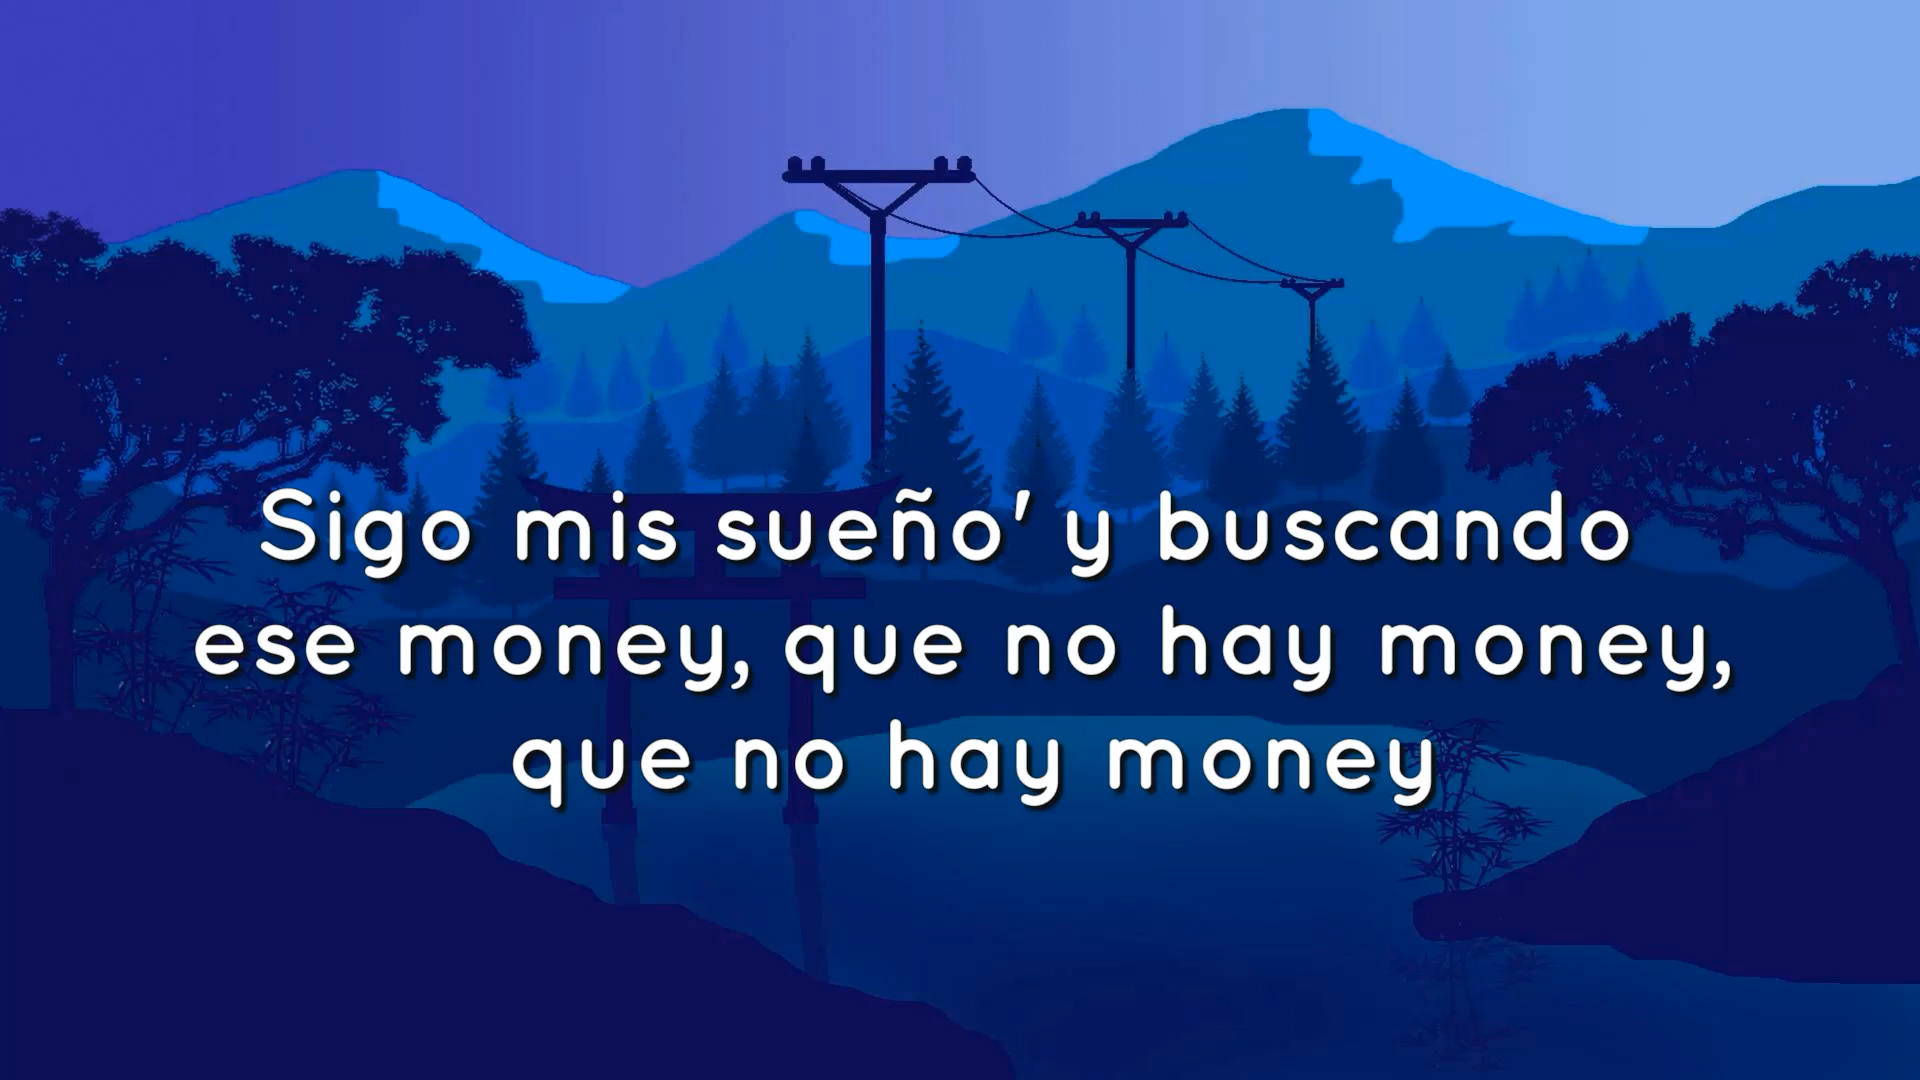 Sigo mis sueño' y buscando
ese money, que no hay money,
que no hay money